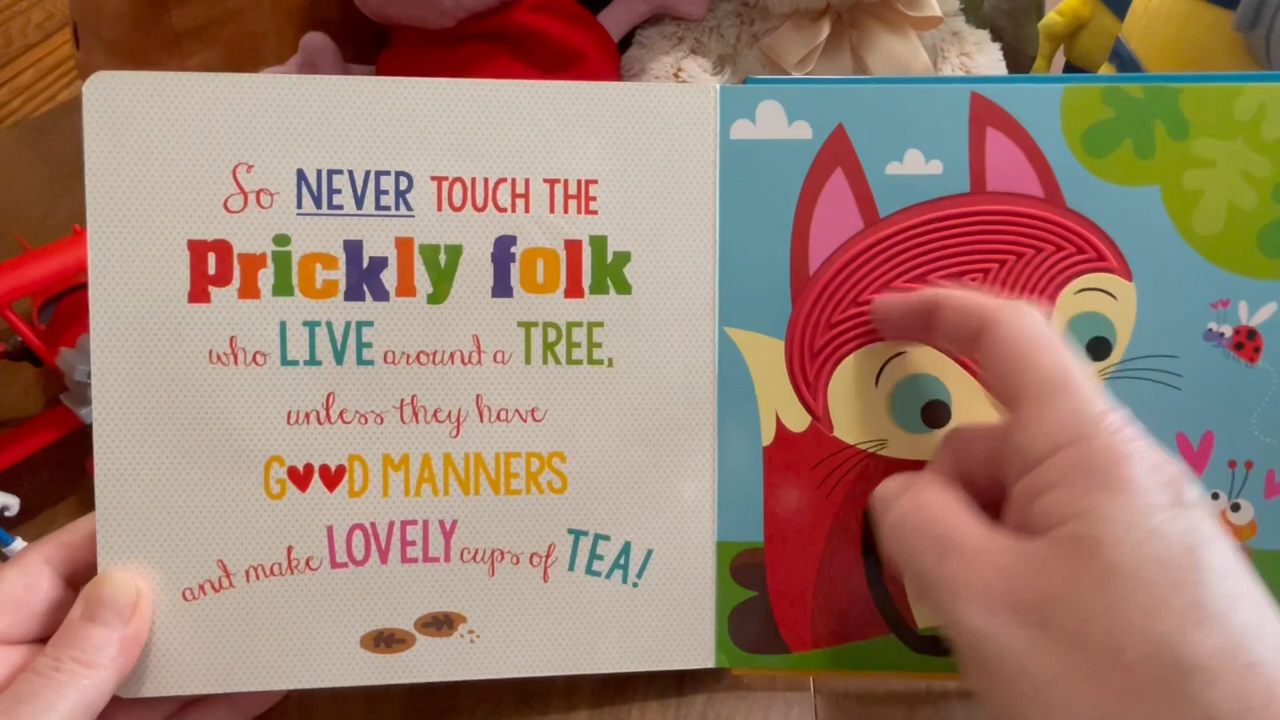 So NEVER TOUCH THE
Prickly folk
who LIVE around a TREE,
unless they have
G♥♥D MANNERS
and make LOVELY cups of TEA!